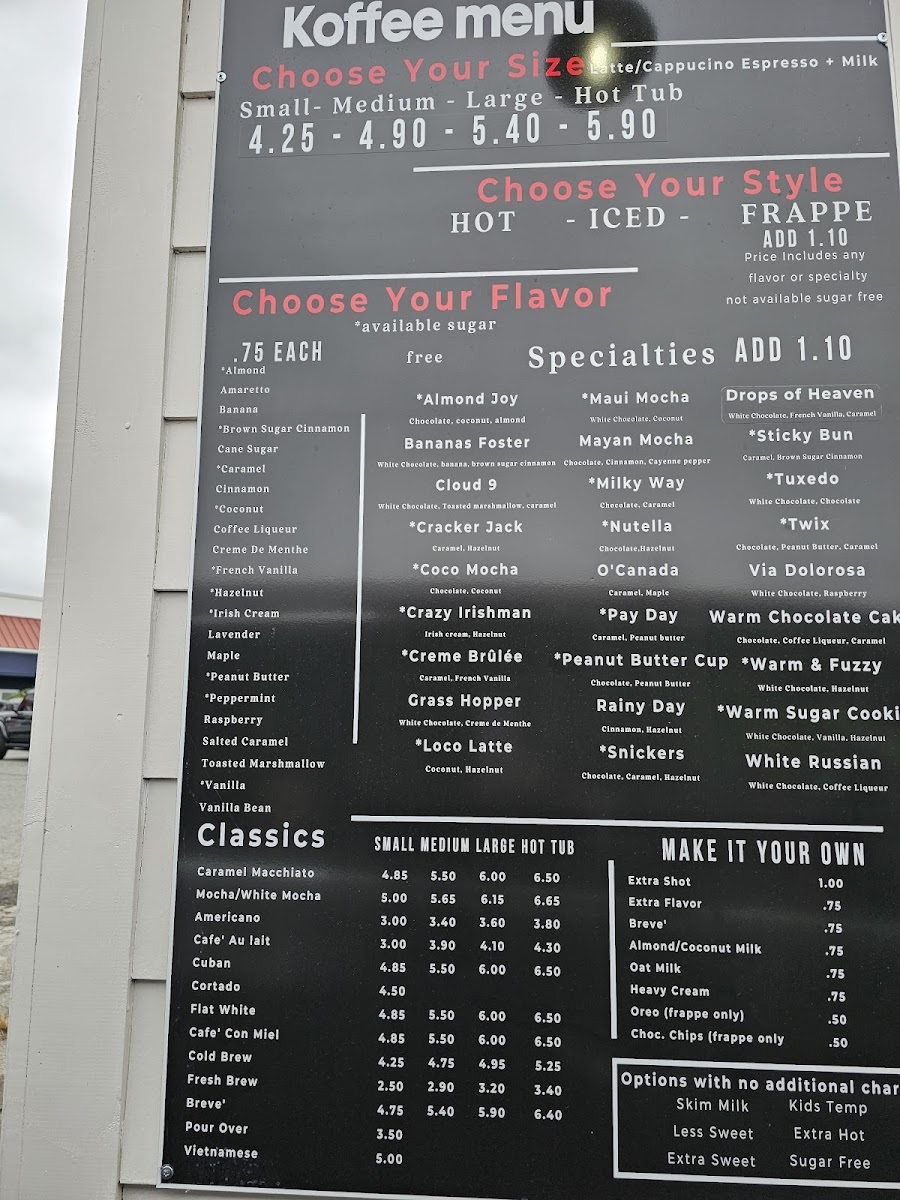 Koffee menu
Choose Your Size
Latte/Cappucino Espresso + Milk
Small- Medium - Large - Hot Tub
4.25 - 4.90 - 5.40 - 5.90
Choose Your Style
HOT - ICED - FRAPPE
ADD 1.10
Price Includes any
flavor or specialty
not available sugar free
Choose Your Flavor
*available sugar
free
.75 EACH
*Almond
Amaretto
Banana
*Brown Sugar Cinnamon
Cane Sugar
*Caramel
Cinnamon
*Coconut
Coffee Liqueur
Creme De Menthe
*French Vanilla
*Hazelnut
*Irish Cream
Lavender
Maple
*Peanut Butter
*Peppermint
Raspberry
Salted Caramel
Toasted Marshmallow
*Vanilla
Vanilla Bean
Specialties ADD 1.10
*Almond Joy
Chocolate, coconut, almond
Bananas Foster
White Chocolate, banana, brown sugar cinnamon
Cloud 9
White Chocolate, Toasted marshmallow, caramel
*Cracker Jack
Caramel, Hazelnut
*Coco Mocha
Chocolate, Coconut
*Crazy Irishman
Irish cream, Hazelnut
*Creme Brûlée
Caramel, French Vanilla
Grass Hopper
White Chocolate, Creme de Menthe
*Loco Latte
Coconut, Hazelnut
*Maui Mocha
White Chocolate, Coconut
Mayan Mocha
Chocolate, Cinnamon, Cayenne pepper
*Milky Way
Chocolate, Caramel
*Nutella
Chocolate,Hazelnut
O'Canada
Caramel, Maple
*Pay Day
Caramel, Peanut butter
*Peanut Butter Cup
Chocolate, Peanut Butter
Rainy Day
Cinnamon, Hazelnut
*Snickers
Chocolate, Caramel, Hazelnut
Drops of Heaven
White Chocolate, French Vanilla, Caramel
*Sticky Bun
Caramel, Brown Sugar Cinnamon
*Tuxedo
White Chocolate, Chocolate
*Twix
Chocolate, Peanut Butter, Caramel
Via Dolorosa
White Chocolate, Raspberry
Warm Chocolate Cak
Chocolate, Coffee Liqueur, Caramel
*Warm & Fuzzy
White Chocolate, Hazelnut
*Warm Sugar Cooki
White Chocolate, Vanilla, Hazelnut
White Russian
White Chocolate, Coffee Liqueur
Classics SMALL MEDIUM LARGE HOT TUB
Caramel Macchiato 4.85 5.50 6.00 6.50
Mocha/White Mocha 5.00 5.65 6.15 6.65
Americano 3.00 3.40 3.60 3.80
Cafe' Au lait 3.00 3.90 4.10 4.30
Cuban 4.85 5.50 6.00 6.50
Cortado 4.50
Flat White 4.85 5.50 6.00 6.50
Cafe' Con Miel 4.85 5.50 6.00 6.50
Cold Brew 4.25 4.75 4.95 5.25
Fresh Brew 2.50 2.90 3.20 3.40
Breve' 4.75 5.40 5.90 6.40
Pour Over 3.50
Vietnamese 5.00
MAKE IT YOUR OWN
Extra Shot 1.00
Extra Flavor .75
Breve' .75
Almond/Coconut Milk .75
Oat Milk .75
Heavy Cream .75
Oreo (frappe only) .50
Choc. Chips (frappe only .50
Options with no additional char
Skim Milk Kids Temp
Less Sweet Extra Hot
Extra Sweet Sugar Free